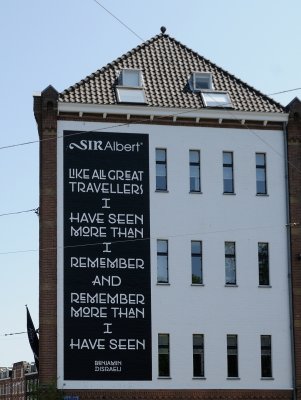 SIR Albert®
LIKE ALL GREAT
TRAVELLERS
I
HAVE SEEN
MORE THAN
I
REMEMBER
AND
REMEMBER
MORE THAN
I
HAVE SEEN
BENJAMIN
DISRAELI